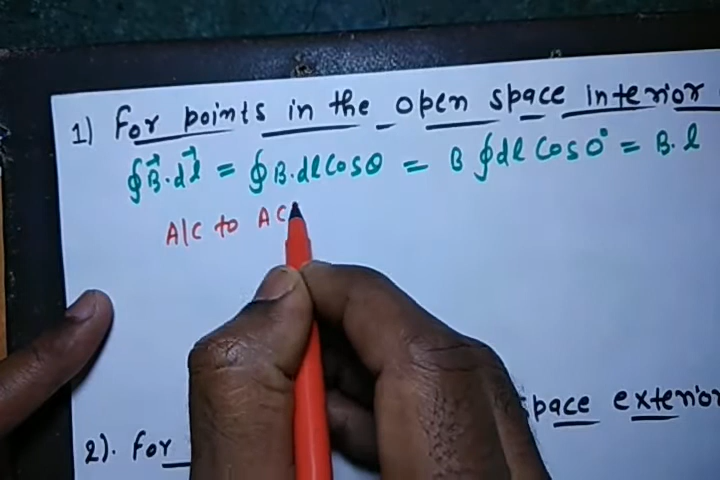 1) For points in the open space interior
∮B⃗.dl⃗ = ∮B.dl Cosθ = B ∮dl Cos0° = B.l
A/C to AC
space exterior
2). For